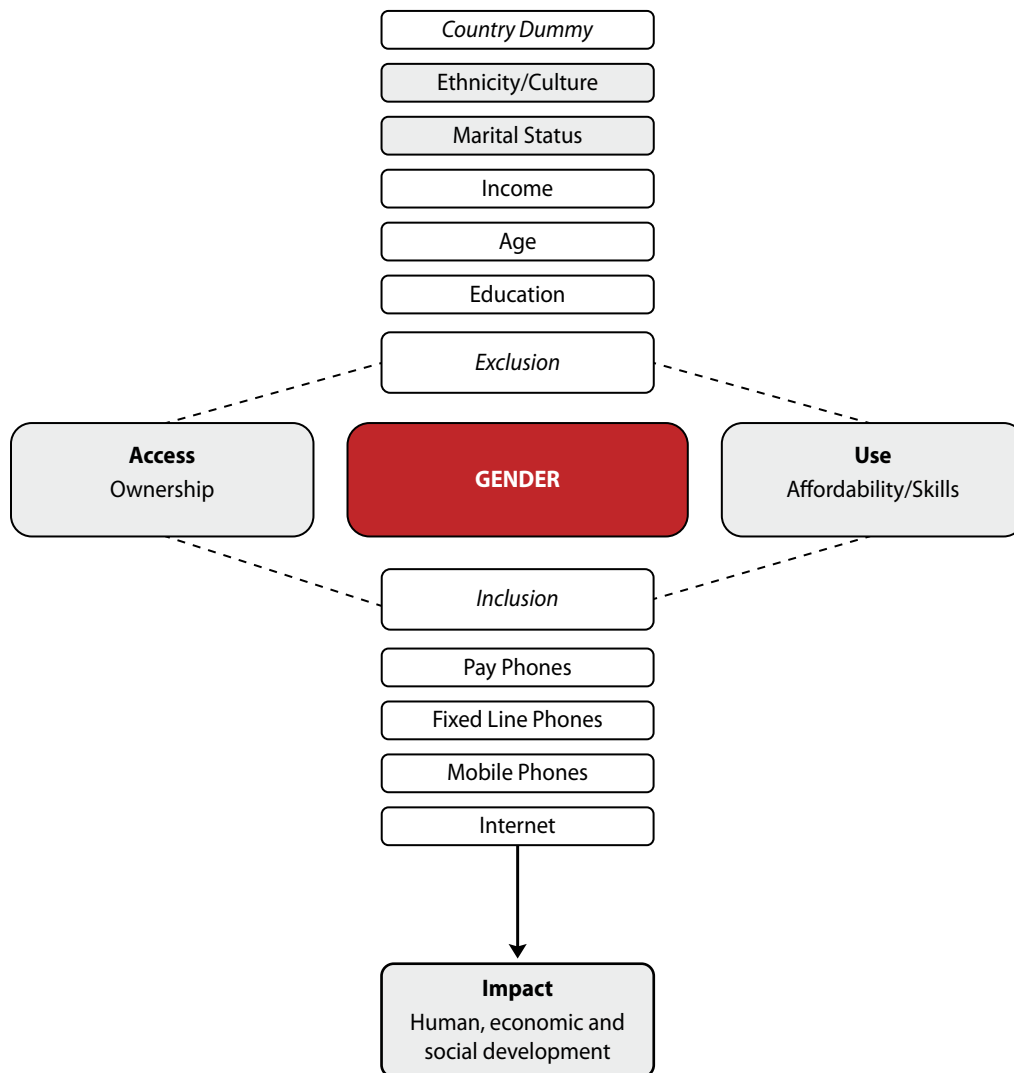 Country Dummy
Ethnicity/Culture
Marital Status
Income
Age
Education
Exclusion
Access
Ownership
GENDER
Use
Affordability/Skills
Inclusion
Pay Phones
Fixed Line Phones
Mobile Phones
Internet
Impact
Human, economic and
social development